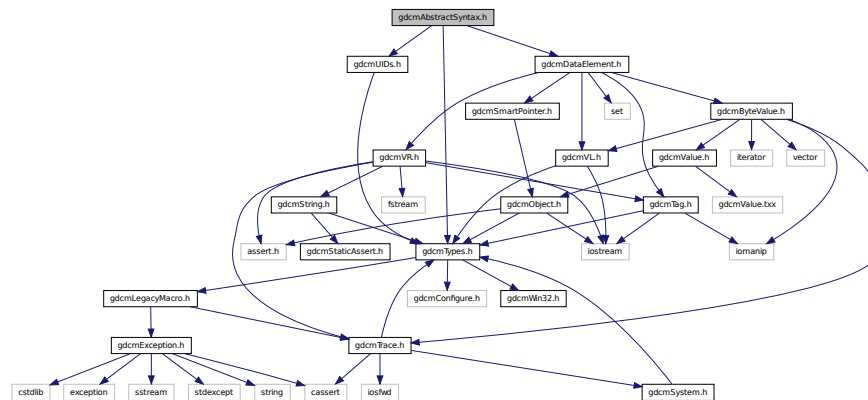 gdcmAbstractSyntax.h
gdcmUIDs.h
gdcmDataElement.h
gdcmSmartPointer.h
set
gdcmByteValue.h
gdcmVR.h
gdcmVL.h
gdcmValue.h
iterator
vector
gdcmString.h
fstream
gdcmObject.h
gdcmTag.h
gdcmValue.txx
assert.h
gdcmStaticAssert.h
gdcmTypes.h
iostream
iomanip
gdcmLegacyMacro.h
gdcmConfigure.h
gdcmWin32.h
gdcmException.h
gdcmTrace.h
cstdlib
exception
sstream
stdexcept
string
cassert
iosfwd
gdcmSystem.h